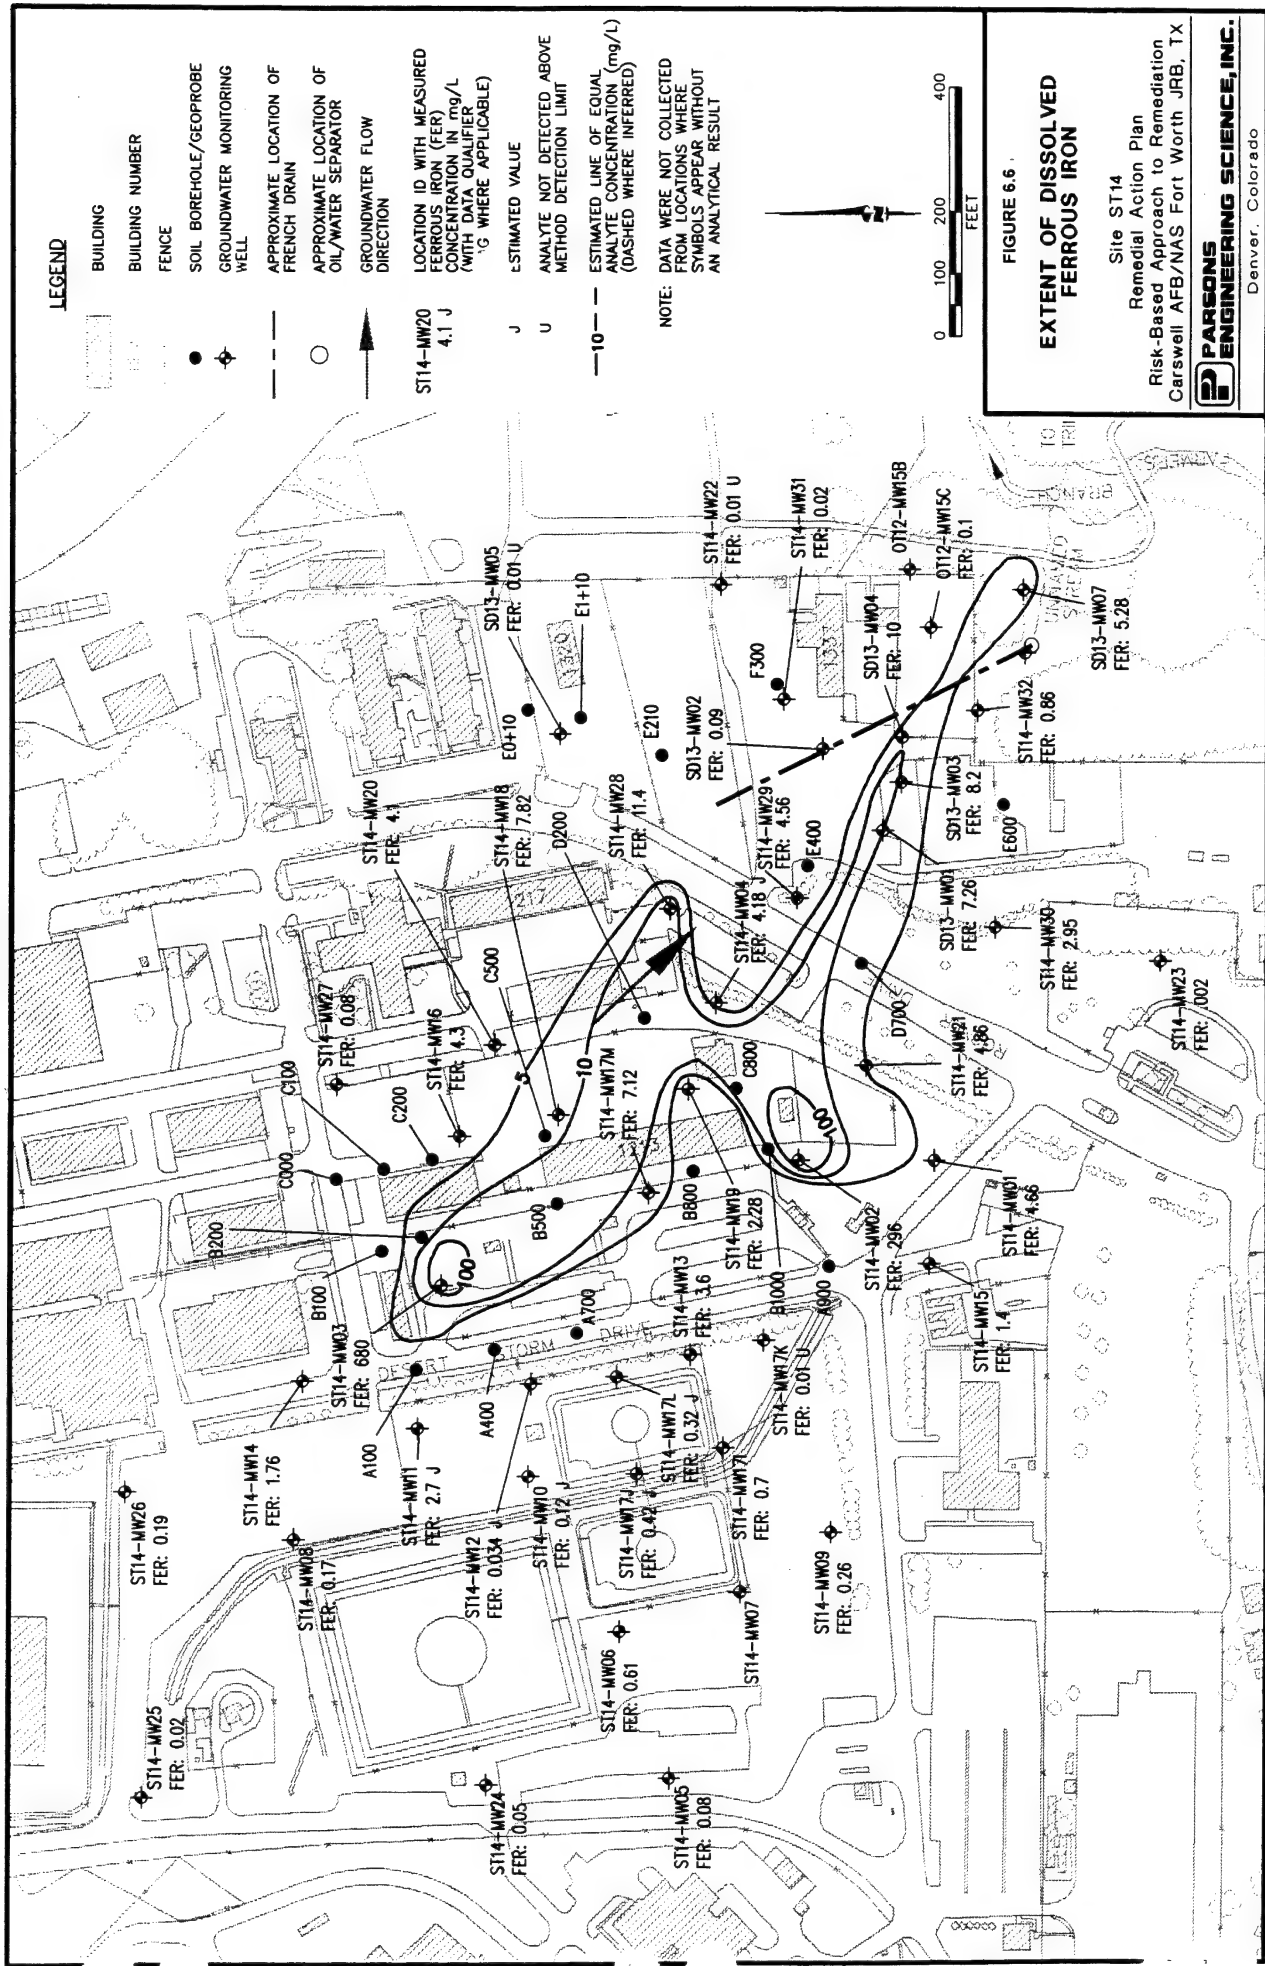 LEGEND
BUILDING
BUILDING NUMBER
FENCE
SOIL BOREHOLE/GEOPROBE
GROUNDWATER MONITORING
WELL
APPROXIMATE LOCATION OF
FRENCH DRAIN
APPROXIMATE LOCATION OF
OIL/WATER SEPARATOR
GROUNDWATER FLOW
DIRECTION
ST14-MW20
4.1 J
LOCATION ID WITH MEASURED
FERROUS IRON (FER)
CONCENTRATION IN mg/L
(WITH DATA QUALIFIER
WHERE APPLICABLE)
J
ESTIMATED VALUE
U
ANALYTE NOT DETECTED ABOVE
METHOD DETECTION LIMIT
10
ESTIMATED LINE OF EQUAL
ANALYTE CONCENTRATION (mg/L)
(DASHED WHERE INFERRED)
NOTE: DATA WERE NOT COLLECTED
FROM LOCATIONS WHERE
SYMBOLS APPEAR WITHOUT
AN ANALYTICAL RESULT
N
0 100 200 400
FEET
FIGURE 6.6
EXTENT OF DISSOLVED
FERROUS IRON
Site ST14
Remedial Action Plan
Risk-Based Approach to Remediation
Carswell AFB/NAS Fort Worth JRB, TX
PARSONS
ENGINEERING SCIENCE, INC.
Denver, Colorado
ST14-MW25
FER: 0.02
ST14-MW26
FER: 0.19
ST14-MW14
FER: 1.76
ST14-MW08
FER: 0.17
ST14-MW03
FER: 680
B100
B200
C000
C100
C200
ST14-MW27
FER: 0.08
ST14-MW16
FER: 4.3
ST14-MW20
FER: 4.1
C500
ST14-MW18
FER: 7.82
D200
ST14-MW28
FER: 11.4
E0+10
SD13-MW05
FER: 0.01 U
E1+10
1320
E210
SD13-MW02
FER: 0.09
F300
ST14-MW22
FER: 0.01 U
ST14-MW31
FER: 0.02
OT12-MW15B
OT12-MW15C
FER: 0.1
SD13-MW04
FER: 10
SD13-MW07
FER: 5.28
ST14-MW32
FER: 0.86
SD13-MW03
FER: 8.2
E600
SD13-MW01
FER: 7.26
ST14-MW30
FER: 2.95
ST14-MW29
FER: 4.56
E400
ST14-MW04
FER: 4.18 J
D700
ST14-MW21
FER: 4.86
ST14-MW23
FER: 0.002
ST14-MW17M
FER: 7.12
C800
B500
B800
ST14-MW19
FER: 2.28
B1000
ST14-MW02
FER: 296
ST14-MW01
FER: 4.66
ST14-MW15
FER: 1.4
A900
ST14-MW13
FER: 3.6
ST14-MW17K
FER: 0.01 U
A700
A400
A100
DESERT STORM DRIVE
ST14-MW11
FER: 2.7 J
ST14-MW12
FER: 0.034 J
ST14-MW10
FER: 0.12 J
ST14-MW17L
FER: 0.32 J
ST14-MW17J
FER: 0.42 J
ST14-MW17I
FER: 0.7
ST14-MW09
FER: 0.26
ST14-MW07
ST14-MW06
FER: 0.61
ST14-MW24
FER: 0.05
ST14-MW05
FER: 0.08
5
10
100
100
1217
UNNAMED
STREAM
FARMERS
BRANCH
TO